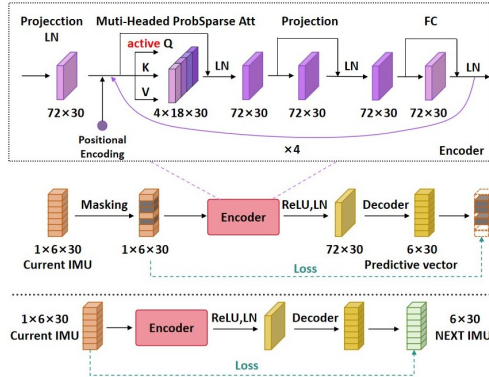 Projecction
LN
Muti-Headed ProbSparse Att
Projection
FC
active Q
K
V
LN
LN
LN
72×30
4×18×30
72×30
72×30
72×30
72×30
Positional
Encoding
×4
Encoder
Masking
Encoder
ReLU,LN
Decoder
1×6×30
Current IMU
1×6×30
72×30
6×30
Predictive vector
Loss
1×6×30
Current IMU
Encoder
ReLU,LN
Decoder
6×30
NEXT IMU
Loss